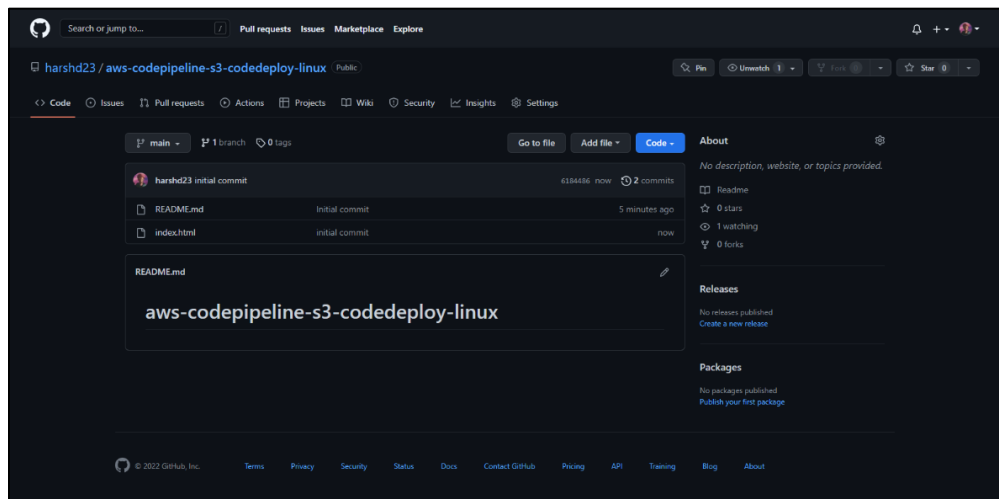 Search or jump to... /
Pull requests Issues Marketplace Explore
harshd23 / aws-codepipeline-s3-codedeploy-linux Public
Pin Unwatch 1 Fork 0 Star 0
<> Code Issues Pull requests Actions Projects Wiki Security Insights Settings
main 1 branch 0 tags Go to file Add file Code
harshd23 initial commit 6184486 now 2 commits
README.md Initial commit 5 minutes ago
index.html initial commit now
README.md
aws-codepipeline-s3-codedeploy-linux
About
No description, website, or topics provided.
Readme
0 stars
1 watching
0 forks
Releases
No releases published
Create a new release
Packages
No packages published
Publish your first package
© 2022 GitHub, Inc. Terms Privacy Security Status Docs Contact GitHub Pricing API Training Blog About